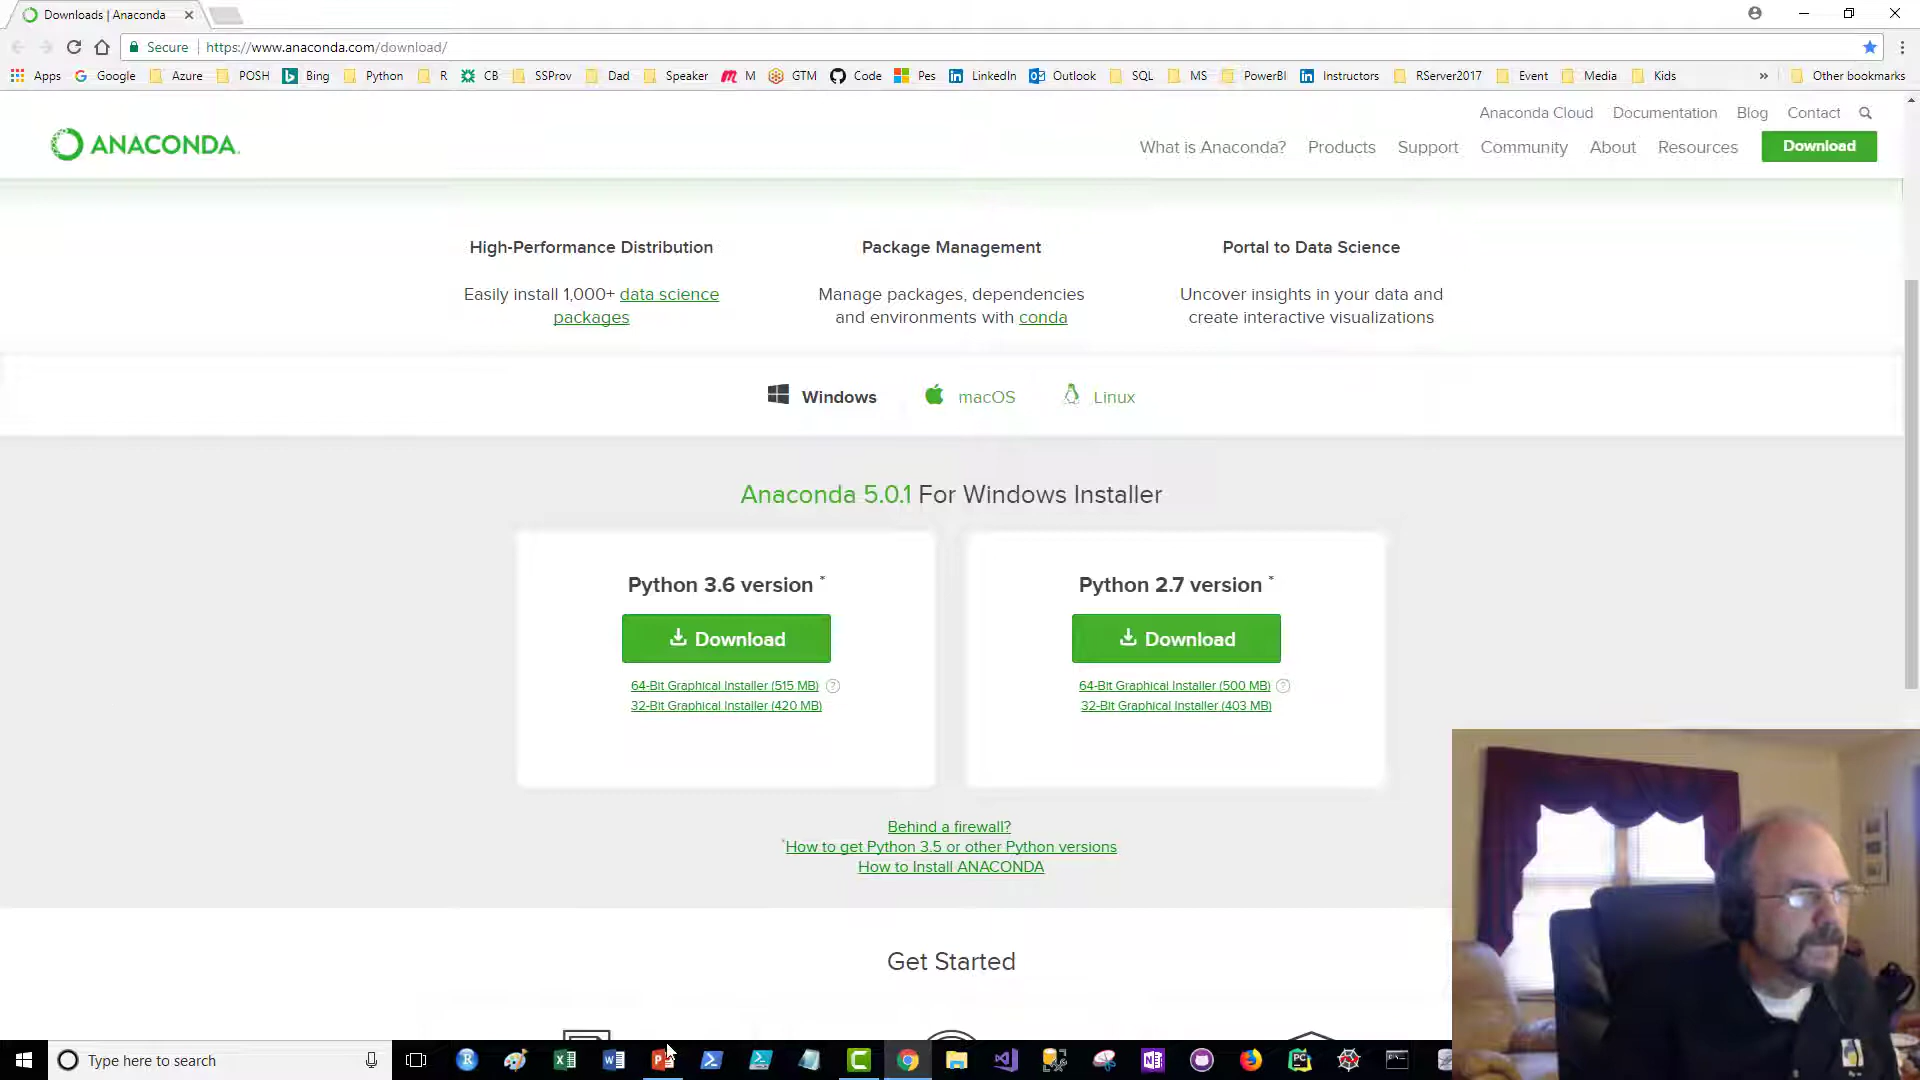 Downloads | Anaconda
Secure https://www.anaconda.com/download/
Apps Google Azure POSH Bing Python R CB SSProv Dad Speaker M GTM Code Pes LinkedIn Outlook SQL MS PowerBI Instructors RServer2017 Event Media Kids » Other bookmarks
Anaconda Cloud Documentation Blog Contact
ANACONDA.
What is Anaconda? Products Support Community About Resources Download
High-Performance Distribution Package Management Portal to Data Science
Easily install 1,000+ data science Manage packages, dependencies Uncover insights in your data and
packages and environments with conda create interactive visualizations
Windows macOS Linux
Anaconda 5.0.1 For Windows Installer
Python 3.6 version * Python 2.7 version *
Download Download
64-Bit Graphical Installer (515 MB) ? 64-Bit Graphical Installer (500 MB) ?
32-Bit Graphical Installer (420 MB) 32-Bit Graphical Installer (403 MB)
Behind a firewall?
*How to get Python 3.5 or other Python versions
How to Install ANACONDA
Get Started
Type here to search